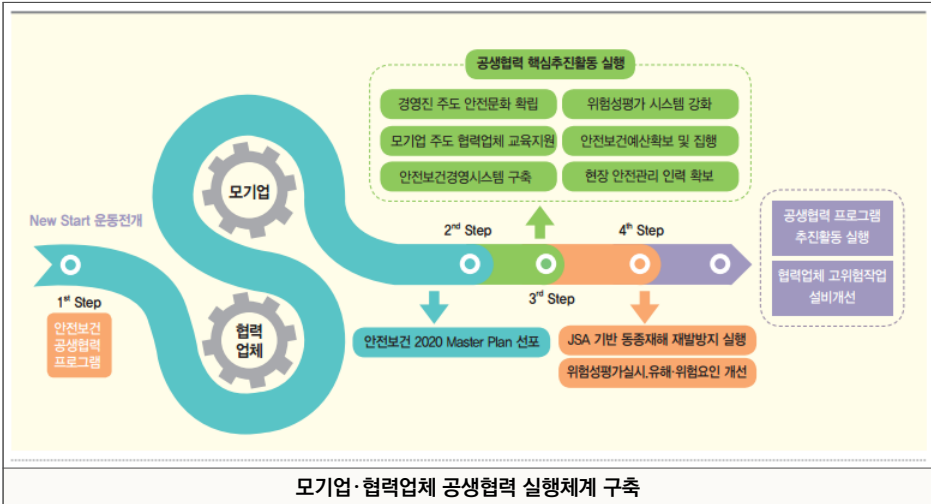 공생협력 핵심추진활동 실행
경영진 주도 안전문화 확립
위험성평가 시스템 강화
모기업 주도 협력업체 교육지원
안전보건예산확보 및 집행
안전보건경영시스템 구축
현장 안전관리 인력 확보
모기업
New Start 운동전개
2nd Step
4th Step
공생협력 프로그램
추진활동 실행
협력업체 고위험작업
설비개선
1st Step
3rd Step
안전보건
공생협력
프로그램
협력
업체
안전보건 2020 Master Plan 선포
JSA 기반 동종재해 재발방지 실행
위험성평가실시,유해·위험요인 개선
모기업·협력업체 공생협력 실행체계 구축